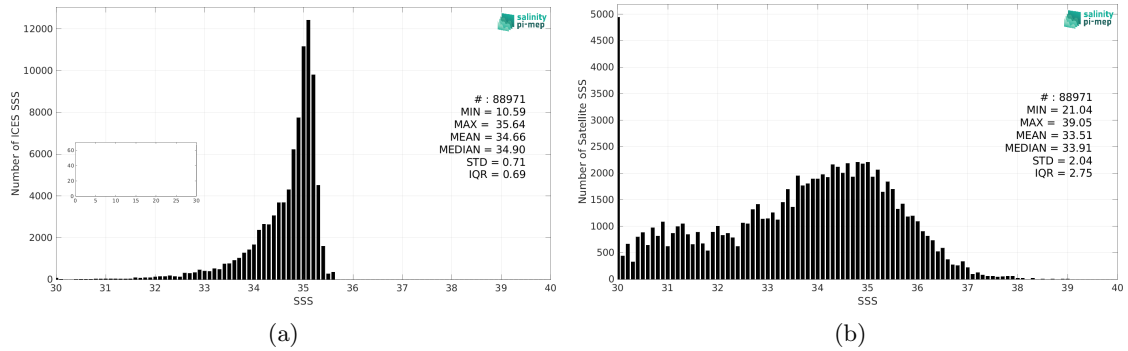 salinity
pi-mep
12000
10000
8000
6000
4000
2000
0
Number of ICES SSS
# : 88971
MIN = 10.59
MAX = 35.64
MEAN = 34.66
MEDIAN = 34.90
STD = 0.71
IQR = 0.69
60
40
20
0
0 5 10 15 20 25 30
30 31 32 33 34 35 36 37 38 39 40
SSS
(a)
salinity
pi-mep
5000
4500
4000
3500
3000
2500
2000
1500
1000
500
0
Number of Satellite SSS
# : 88971
MIN = 21.04
MAX = 39.05
MEAN = 33.51
MEDIAN = 33.91
STD = 2.04
IQR = 2.75
30 31 32 33 34 35 36 37 38 39 40
SSS
(b)